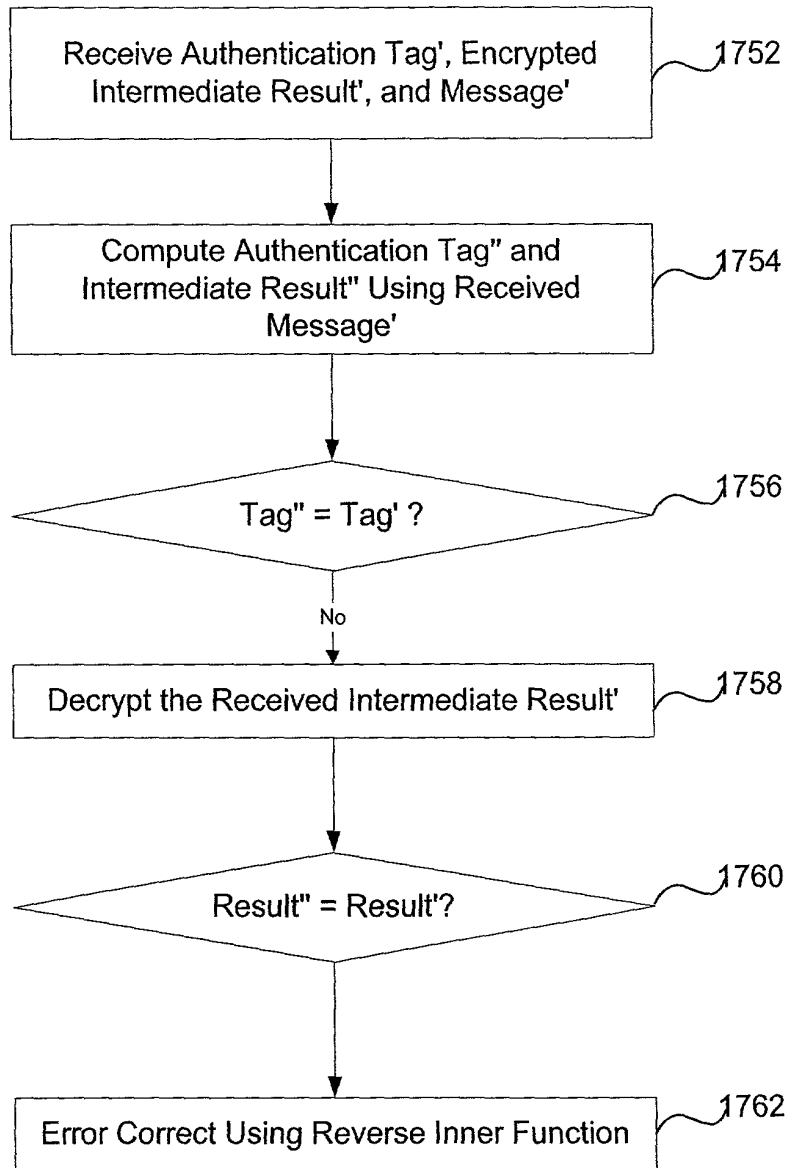 Receive Authentication Tag', Encrypted
Intermediate Result', and Message'
1752
Compute Authentication Tag" and
Intermediate Result" Using Received
Message'
1754
Tag" = Tag' ?
1756
No
Decrypt the Received Intermediate Result'
1758
Result" = Result'?
1760
Error Correct Using Reverse Inner Function
1762